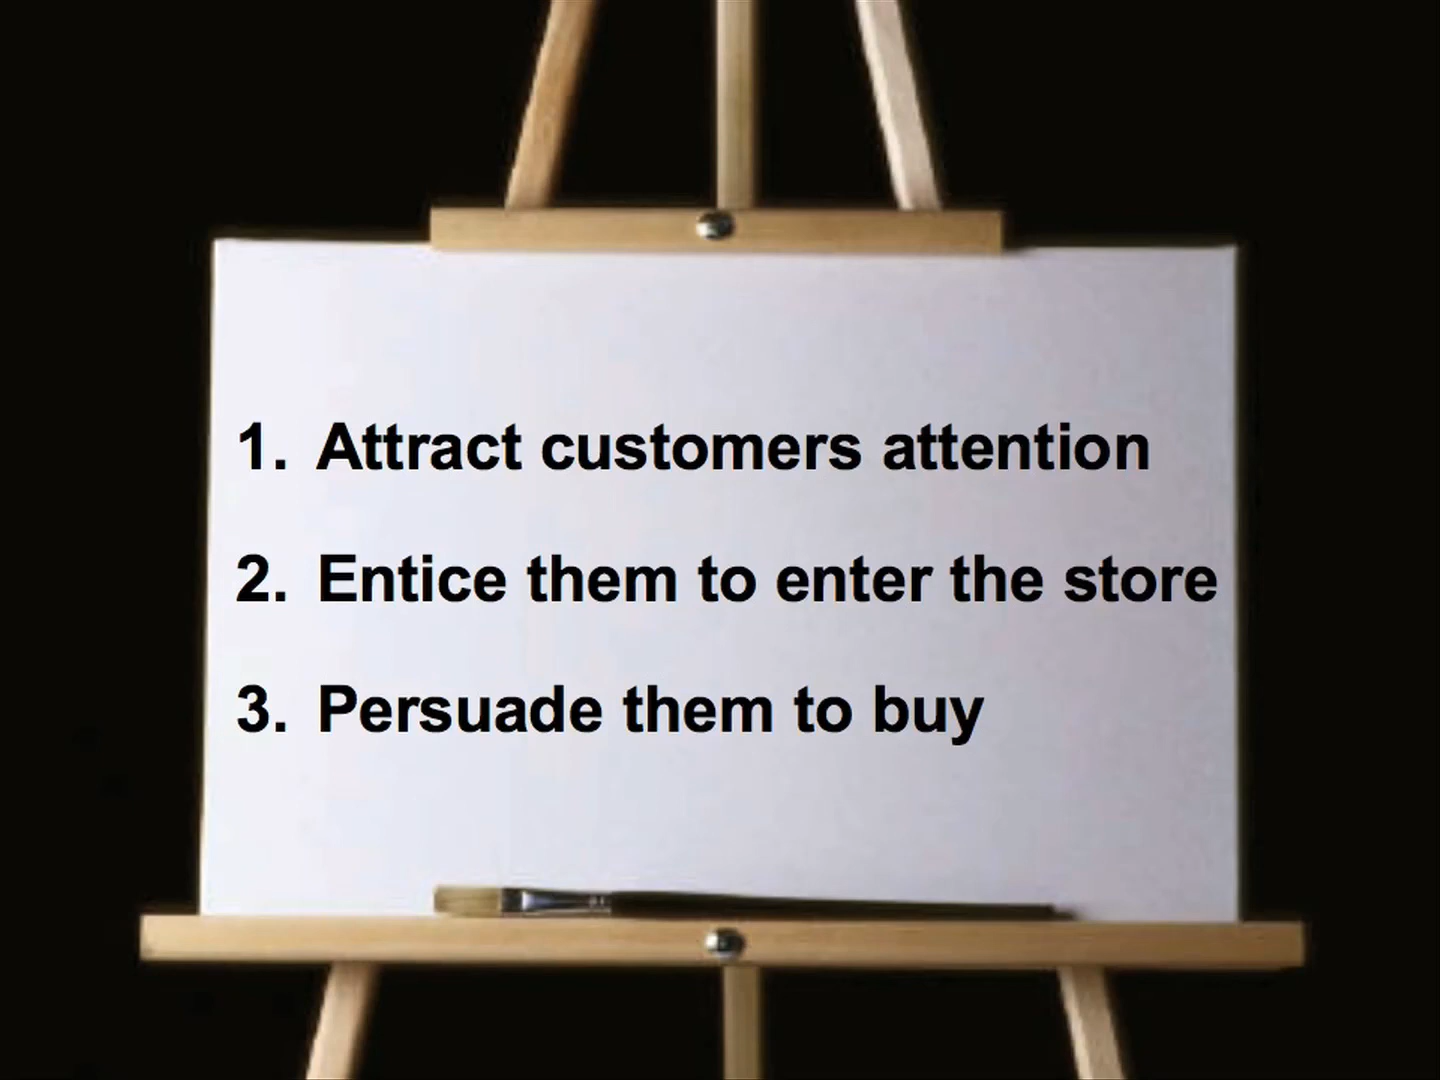 1. Attract customers attention
2. Entice them to enter the store
3. Persuade them to buy